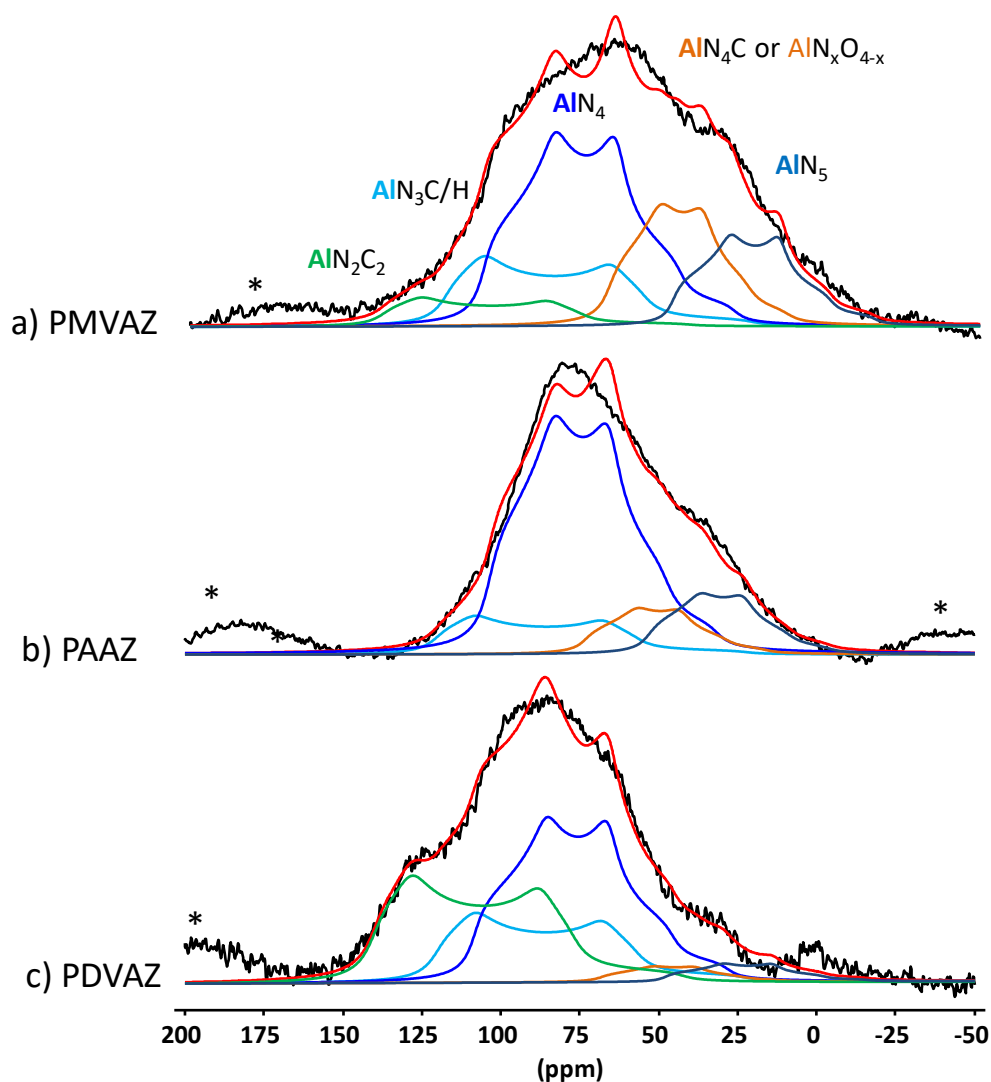 AlN₄C or AlNₓO₄₋ₓ
AlN₄
AlN₅
AlN₃C/H
AlN₂C₂
*
a) PMVAZ
*
*
*
b) PAAZ
*
c) PDVAZ
200 175 150 125 100 75 50 25 0 -25 -50
(ppm)